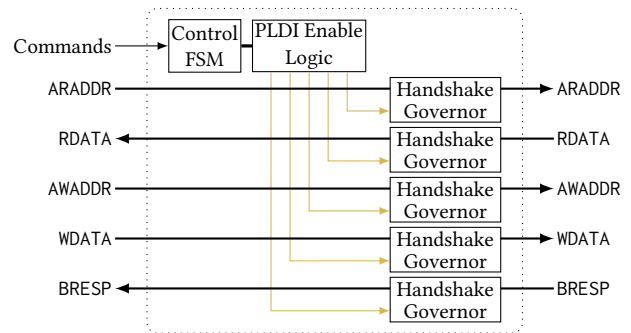 Commands
Control
FSM
PLDI Enable
Logic
ARADDR
Handshake
Governor
ARADDR
RDATA
Handshake
Governor
RDATA
AWADDR
Handshake
Governor
AWADDR
WDATA
Handshake
Governor
WDATA
BRESP
Handshake
Governor
BRESP